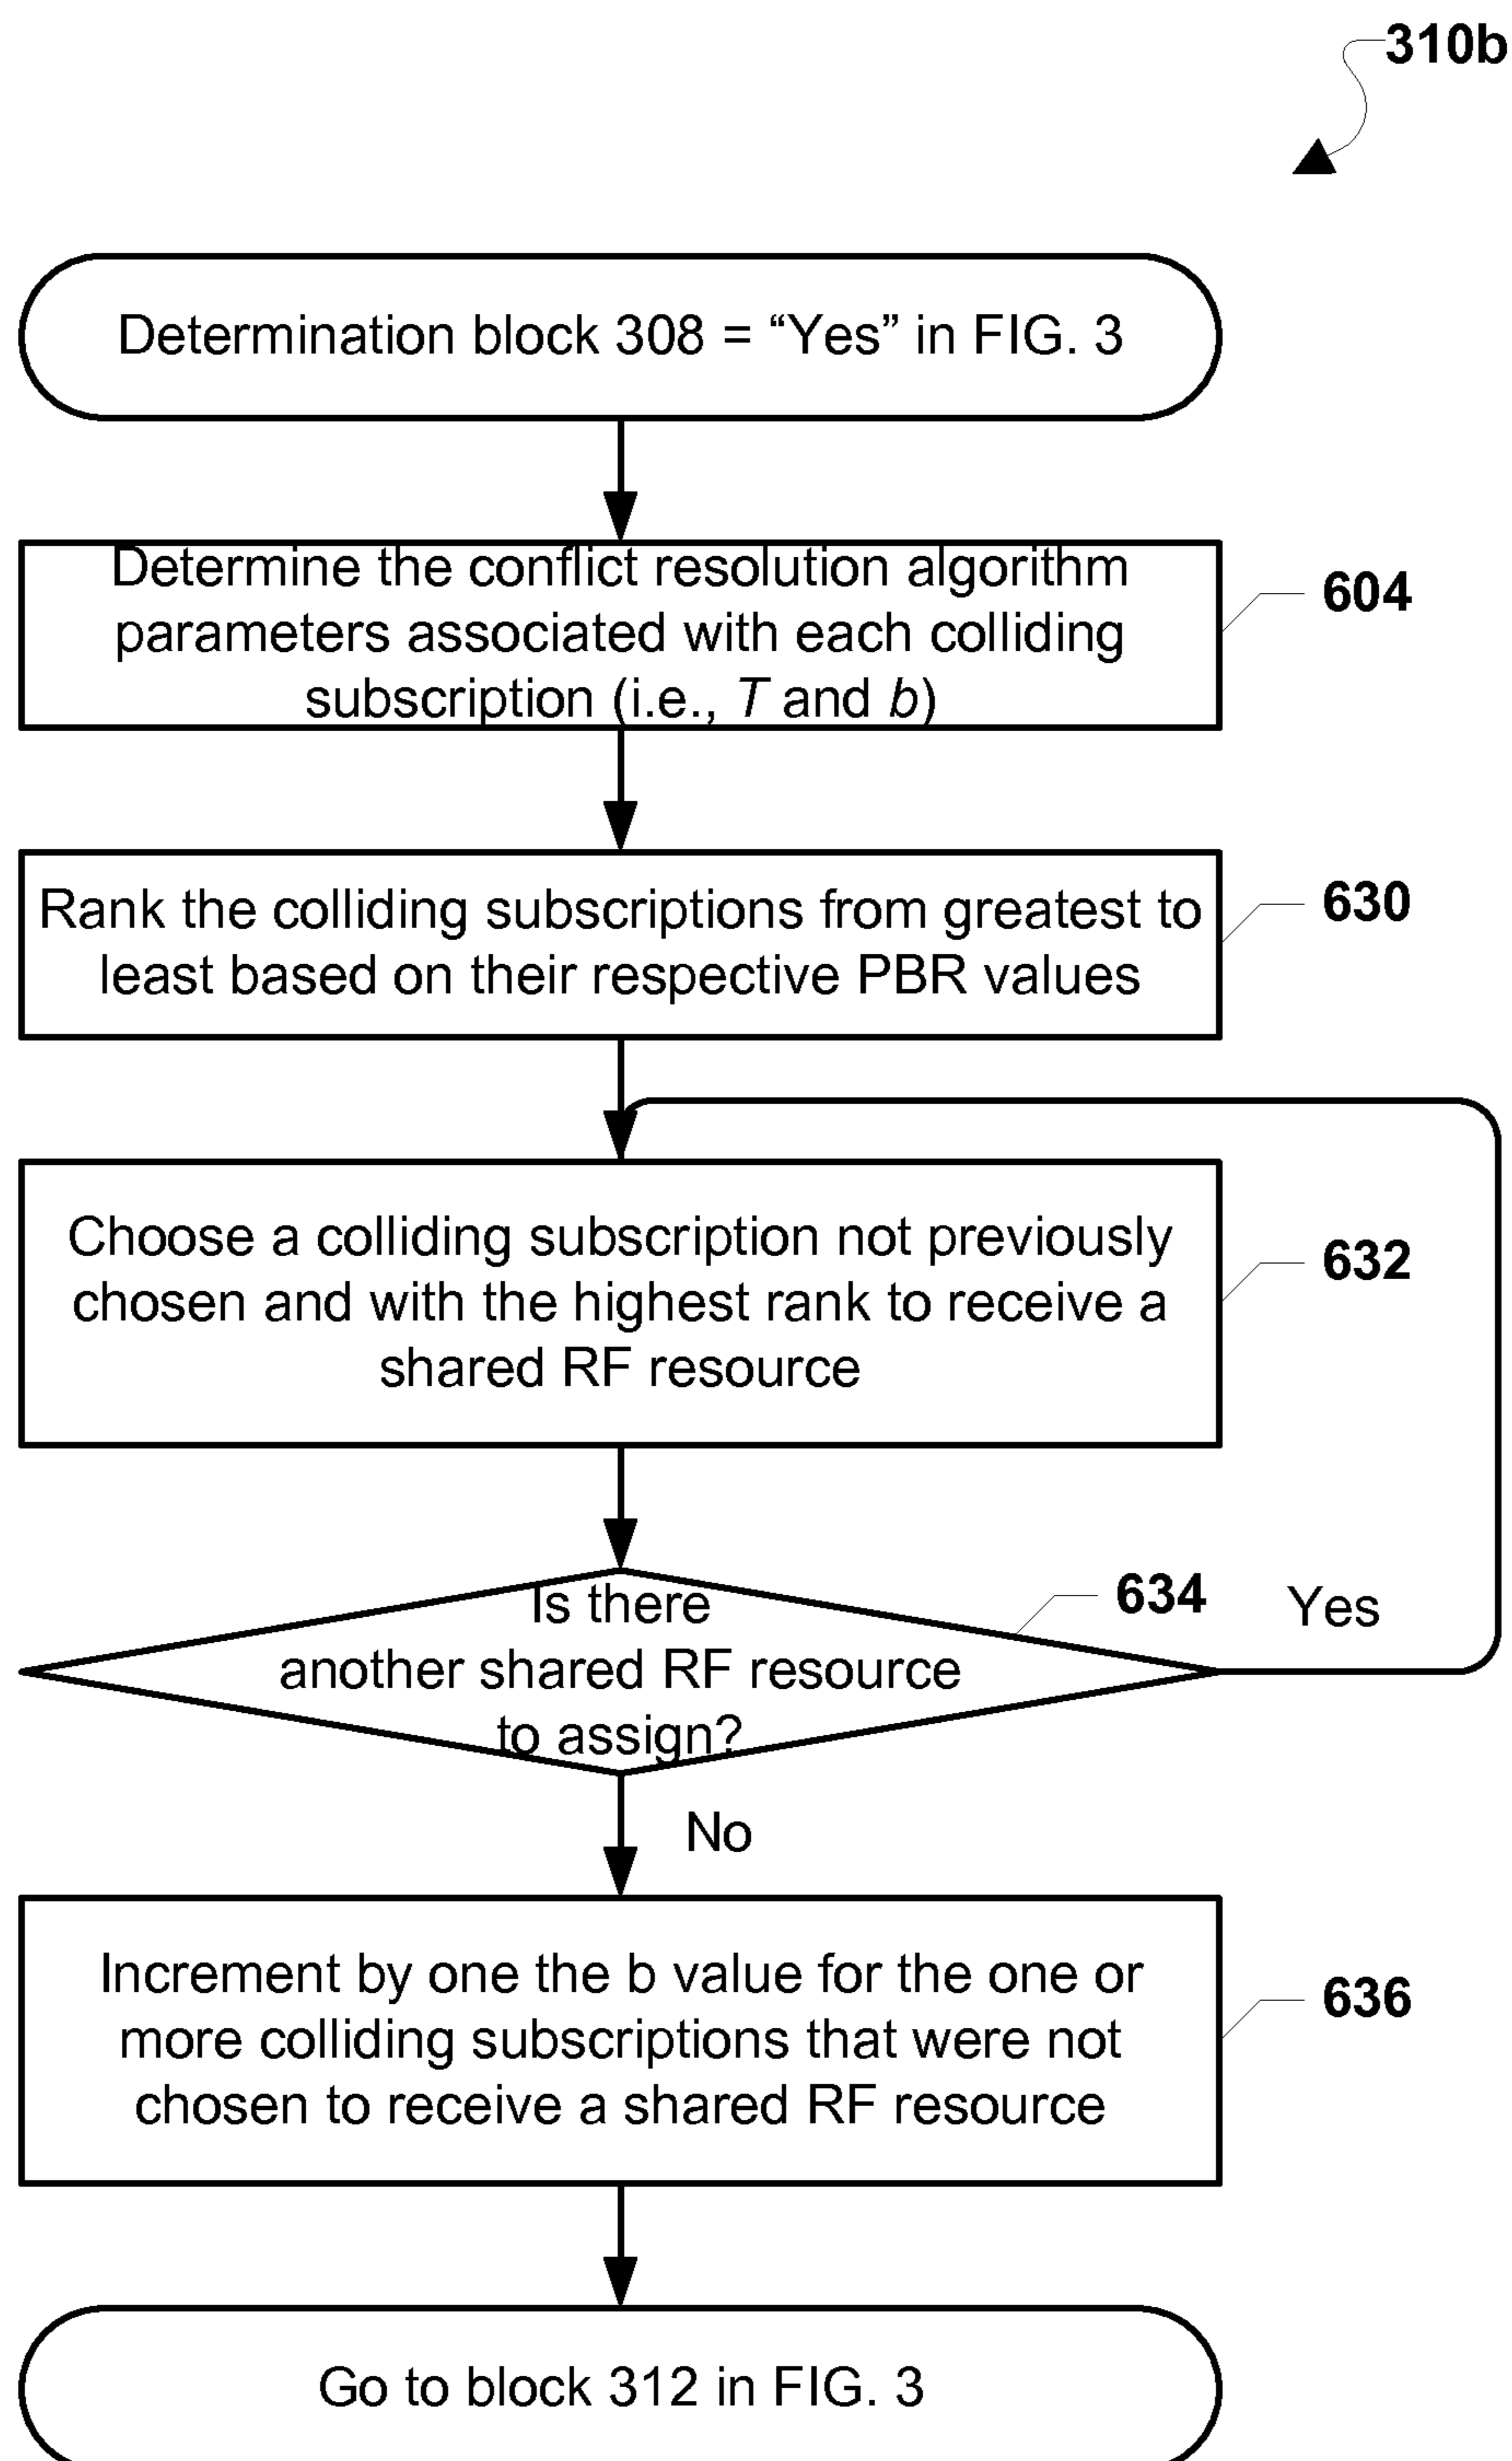 310b
Determination block 308 = “Yes” in FIG. 3
Determine the conflict resolution algorithm
parameters associated with each colliding
subscription (i.e., T and b)
604
Rank the colliding subscriptions from greatest to
least based on their respective PBR values
630
Choose a colliding subscription not previously
chosen and with the highest rank to receive a
shared RF resource
632
Is there
another shared RF resource
to assign?
634
Yes
No
Increment by one the b value for the one or
more colliding subscriptions that were not
chosen to receive a shared RF resource
636
Go to block 312 in FIG. 3